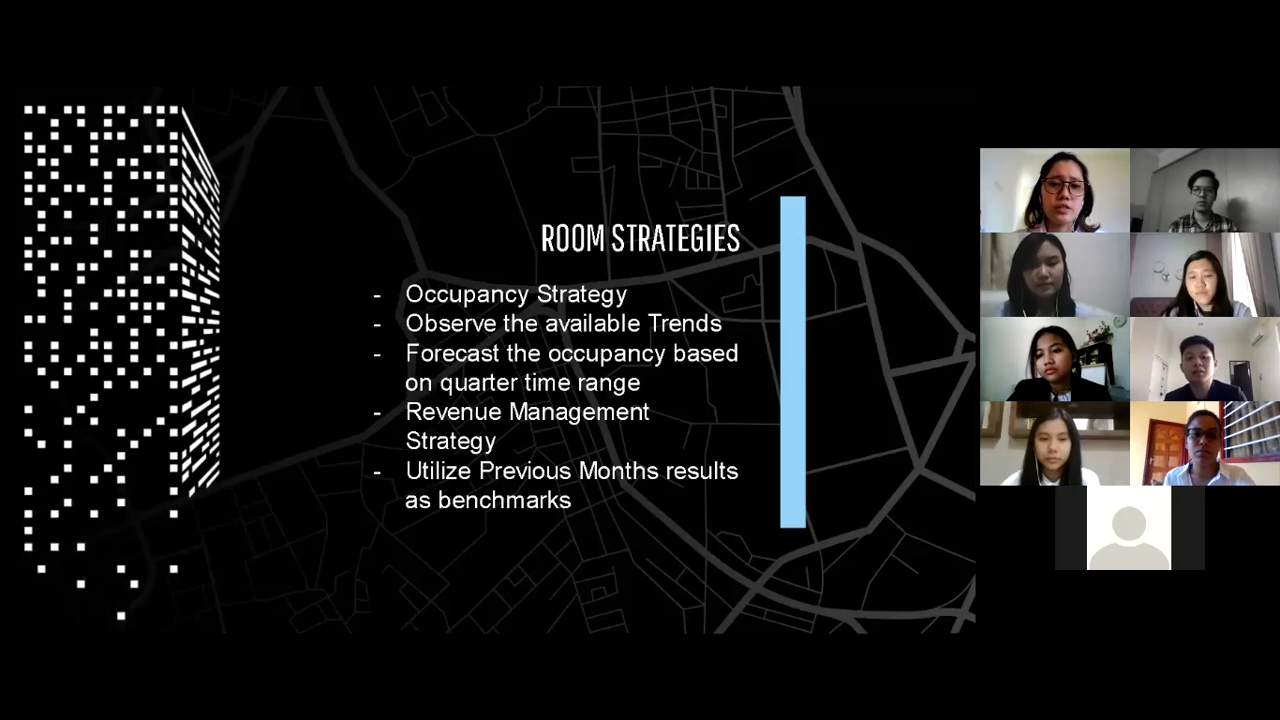 ROOM STRATEGIES
- Occupancy Strategy
- Observe the available Trends
- Forecast the occupancy based
on quarter time range
- Revenue Management
Strategy
- Utilize Previous Months results
as benchmarks